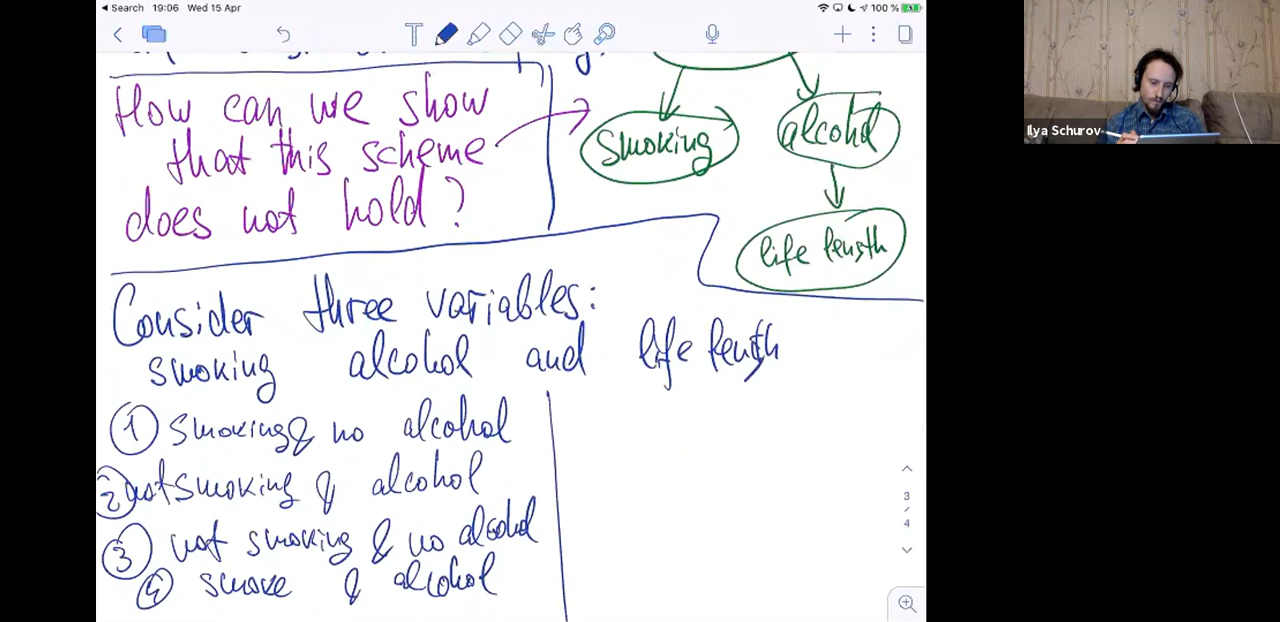 Search 19:06 Wed 15 Apr
100 %
T
How can we show
that this scheme
does not hold?
smoking
alcohol
life length
Consider three variables:
smoking alcohol and life length
1 smoking & no alcohol
2 not smoking & alcohol
3 not smoking & no alcohol
4 smoke & alcohol
3
4
Ilya Schurov